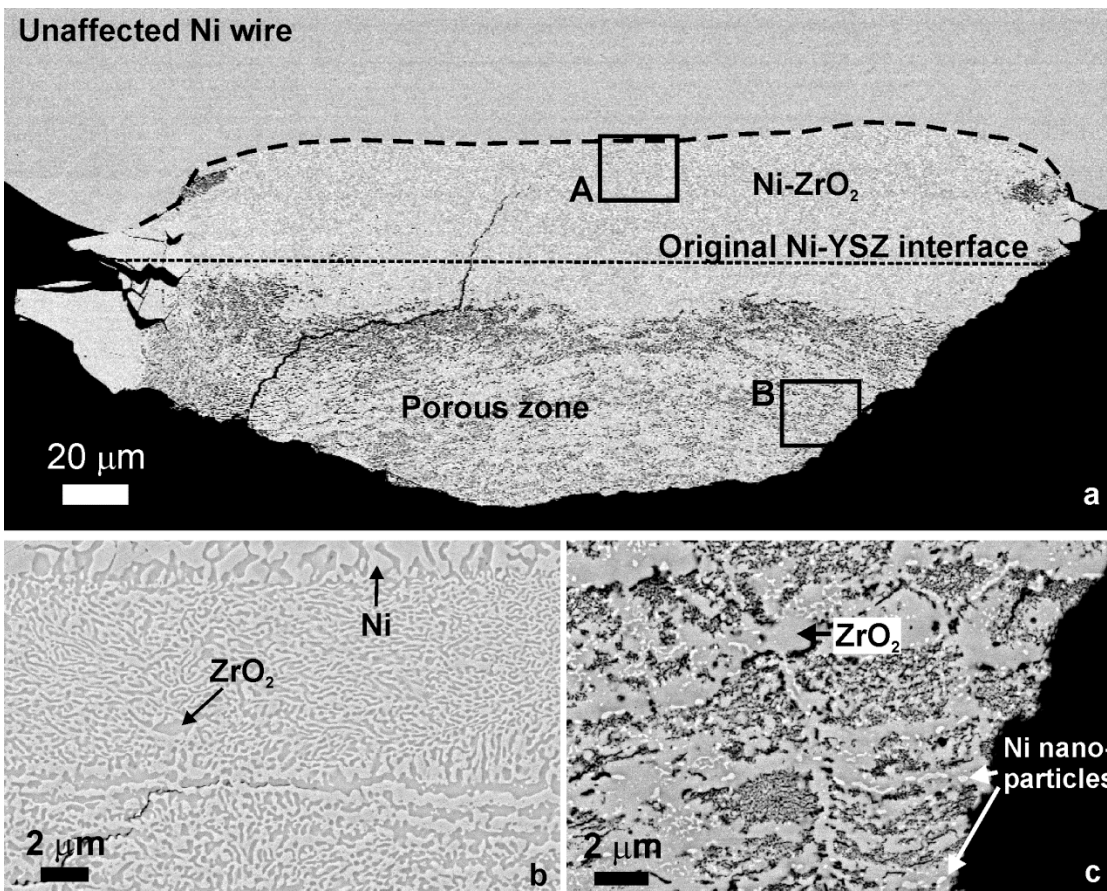 Unaffected Ni wire
A
Ni-ZrO₂
Original Ni-YSZ interface
B
Porous zone
20 μm
a
Ni
ZrO₂
2 μm
b
ZrO₂
Ni nano-
particles
2 μm
c